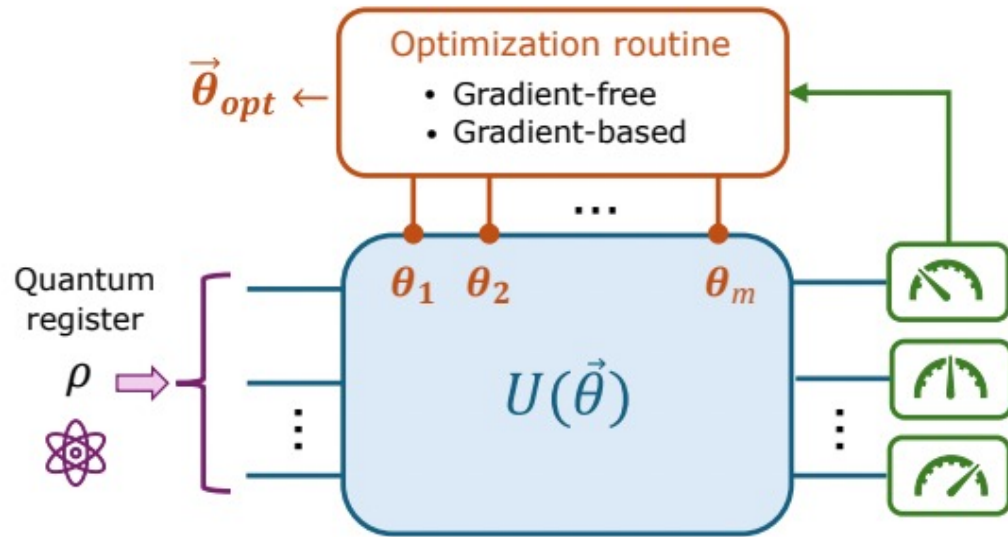 Optimization routine
• Gradient-free
• Gradient-based
θ⃗opt ←
...
θ1 θ2 θm
Quantum
register
ρ
U(θ⃗)
⋮
⋮